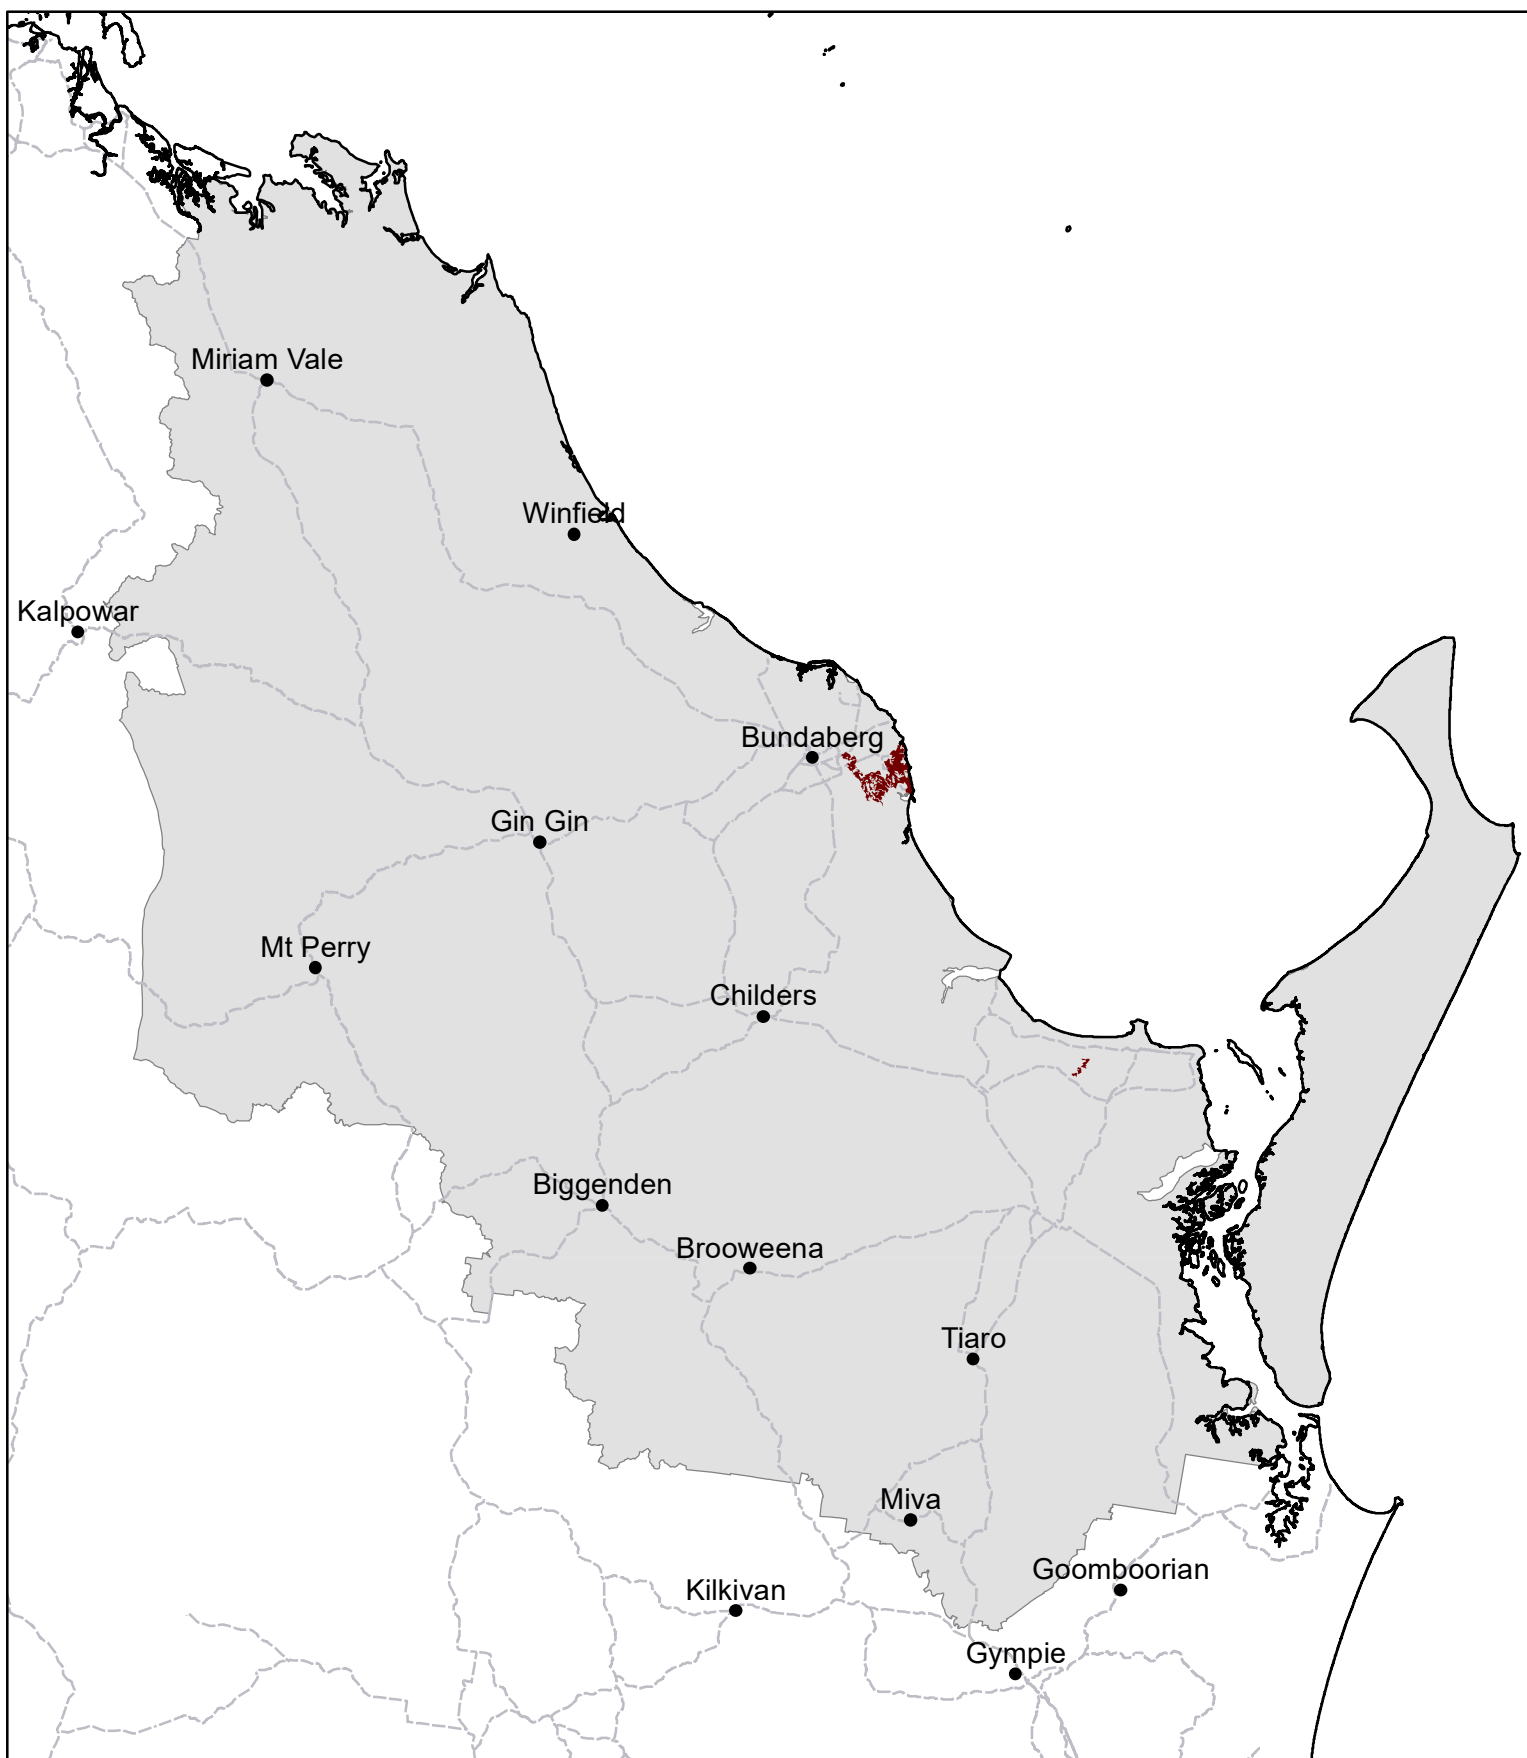 Miriam Vale
Winfield
Kalpowar
Bundaberg
Gin Gin
Mt Perry
Childers
Biggenden
Brooweena
Tiaro
Miva
Goomboorian
Kilkivan
Gympie